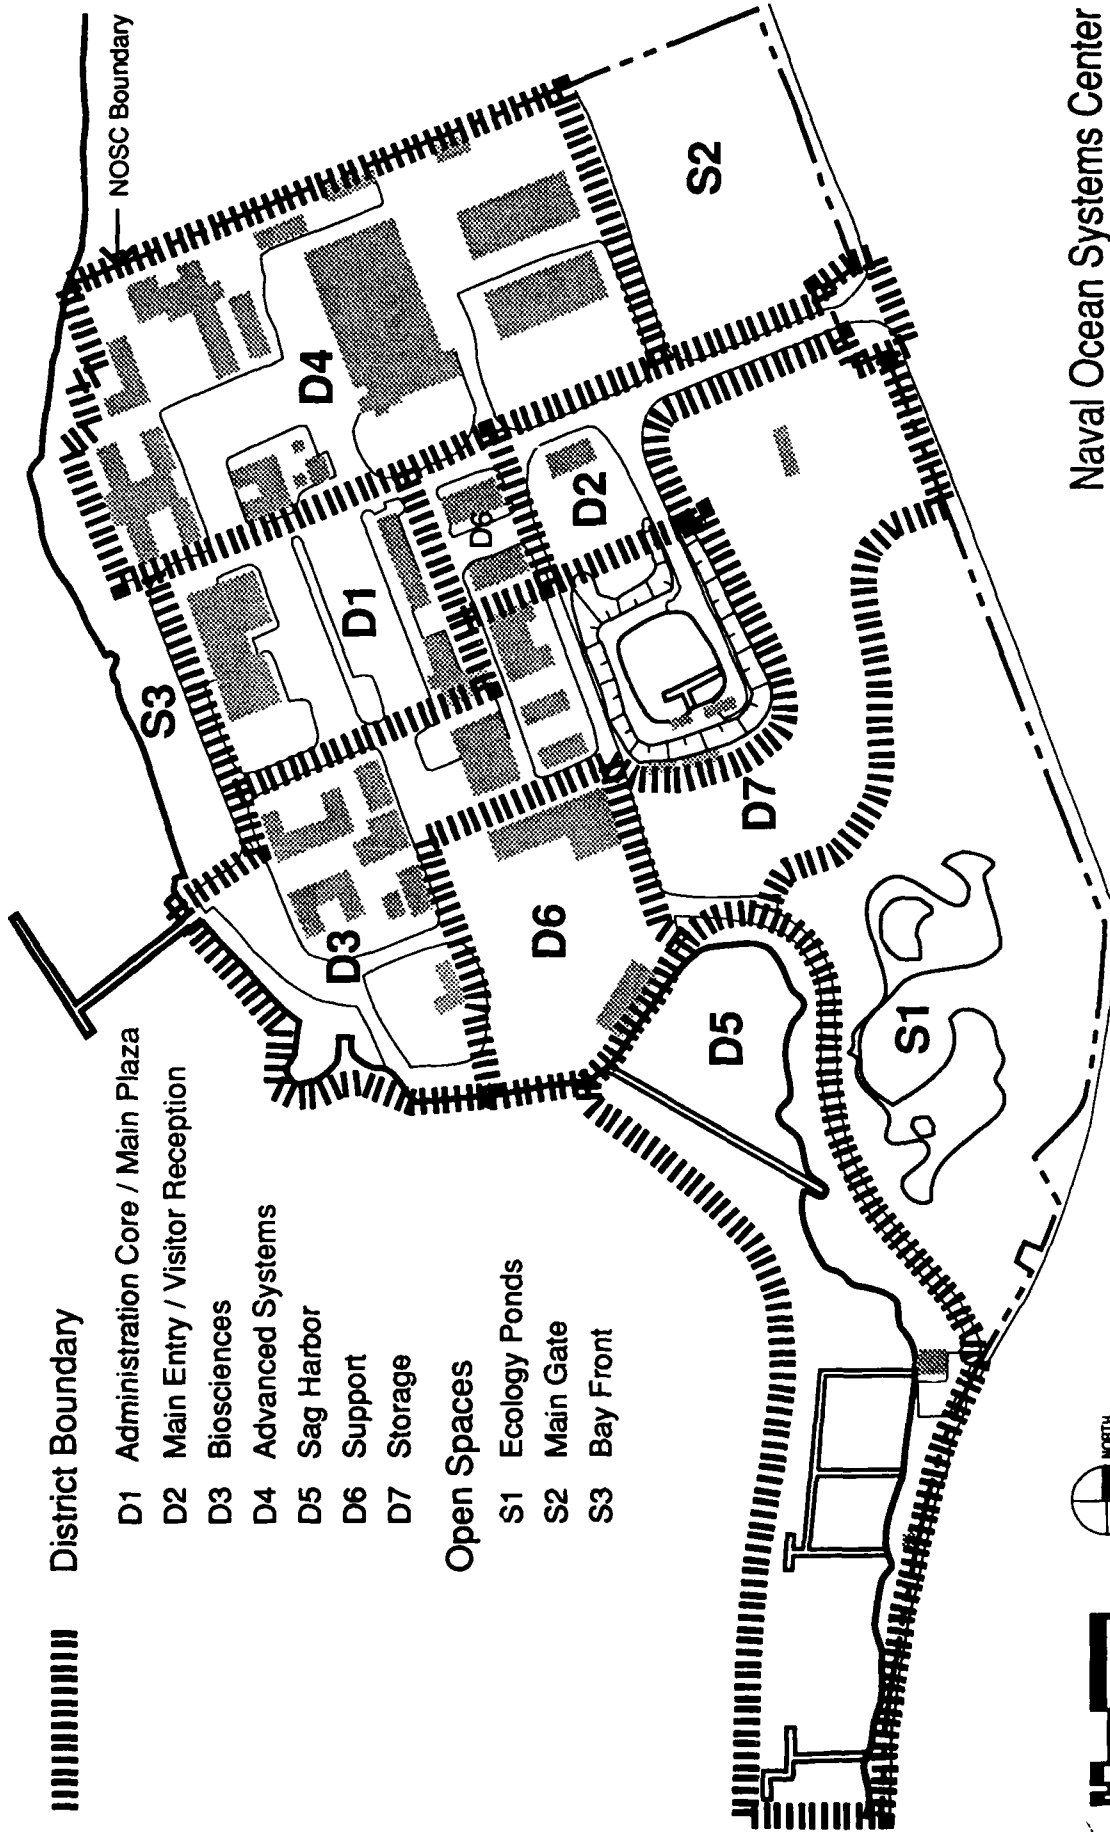 District Boundary
D1 Administration Core / Main Plaza
D2 Main Entry / Visitor Reception
D3 Biosciences
D4 Advanced Systems
D5 Sag Harbor
D6 Support
D7 Storage
Open Spaces
S1 Ecology Ponds
S2 Main Gate
S3 Bay Front
NOSC Boundary
S3
D4
D1
D3
D6
D2
S2
D6
D7
D5
S1
NORTH
Naval Ocean Systems Center